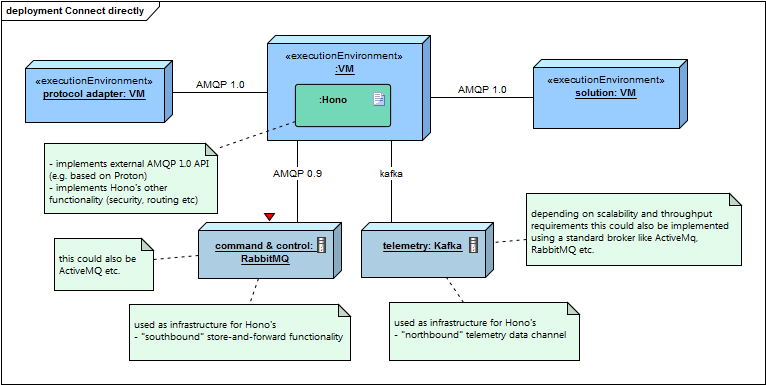 deployment Connect directly
«executionEnvironment»
protocol adapter: VM
AMQP 1.0
«executionEnvironment»
:VM
:Hono
AMQP 1.0
«executionEnvironment»
solution: VM
- implements external AMQP 1.0 API
(e.g. based on Proton)
- implements Hono's other
functionality (security, routing etc)
AMQP 0.9
kafka
depending on scalability and throughput
requirements this could also be implemented
using a standard broker like ActiveMq,
RabbitMQ etc.
this could also be
ActiveMQ etc.
command & control:
RabbitMQ
telemetry: Kafka
used as infrastructure for Hono's
- "southbound" store-and-forward functionality
used as infrastructure for Hono's
- "northbound" telemetry data channel